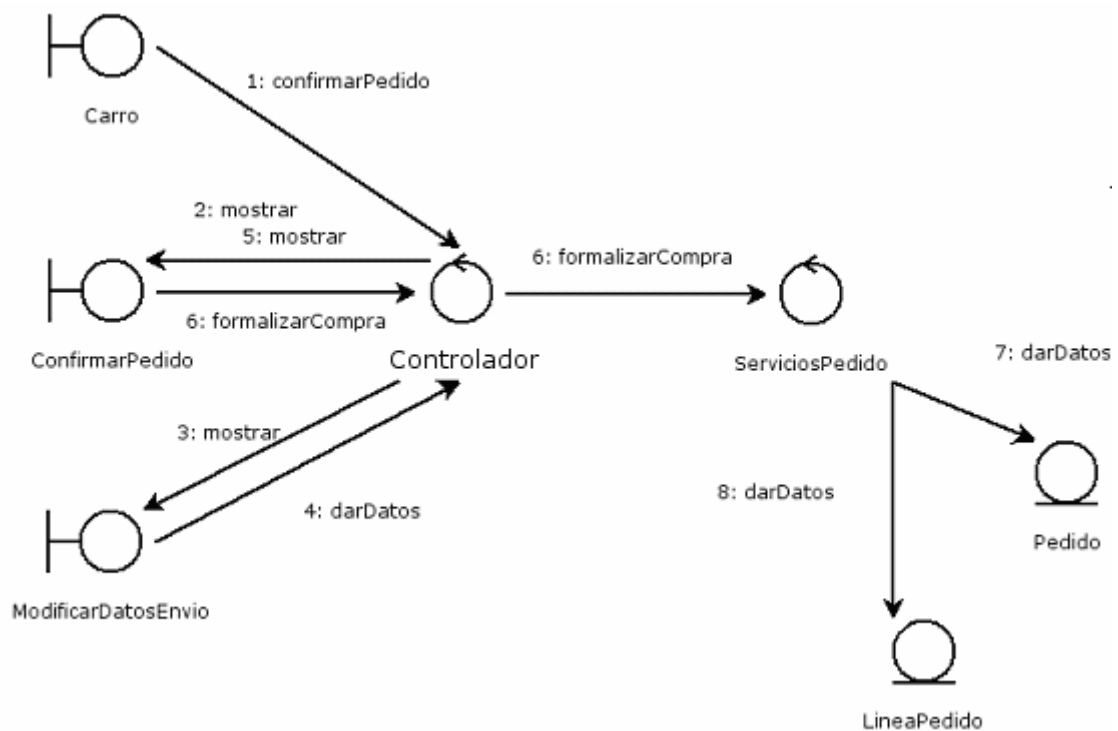 1: confirmarPedido
Carro
2: mostrar
5: mostrar
6: formalizarCompra
6: formalizarCompra
ConfirmarPedido
Controlador
ServiciosPedido
7: darDatos
3: mostrar
8: darDatos
4: darDatos
Pedido
ModificarDatosEnvio
LineaPedido